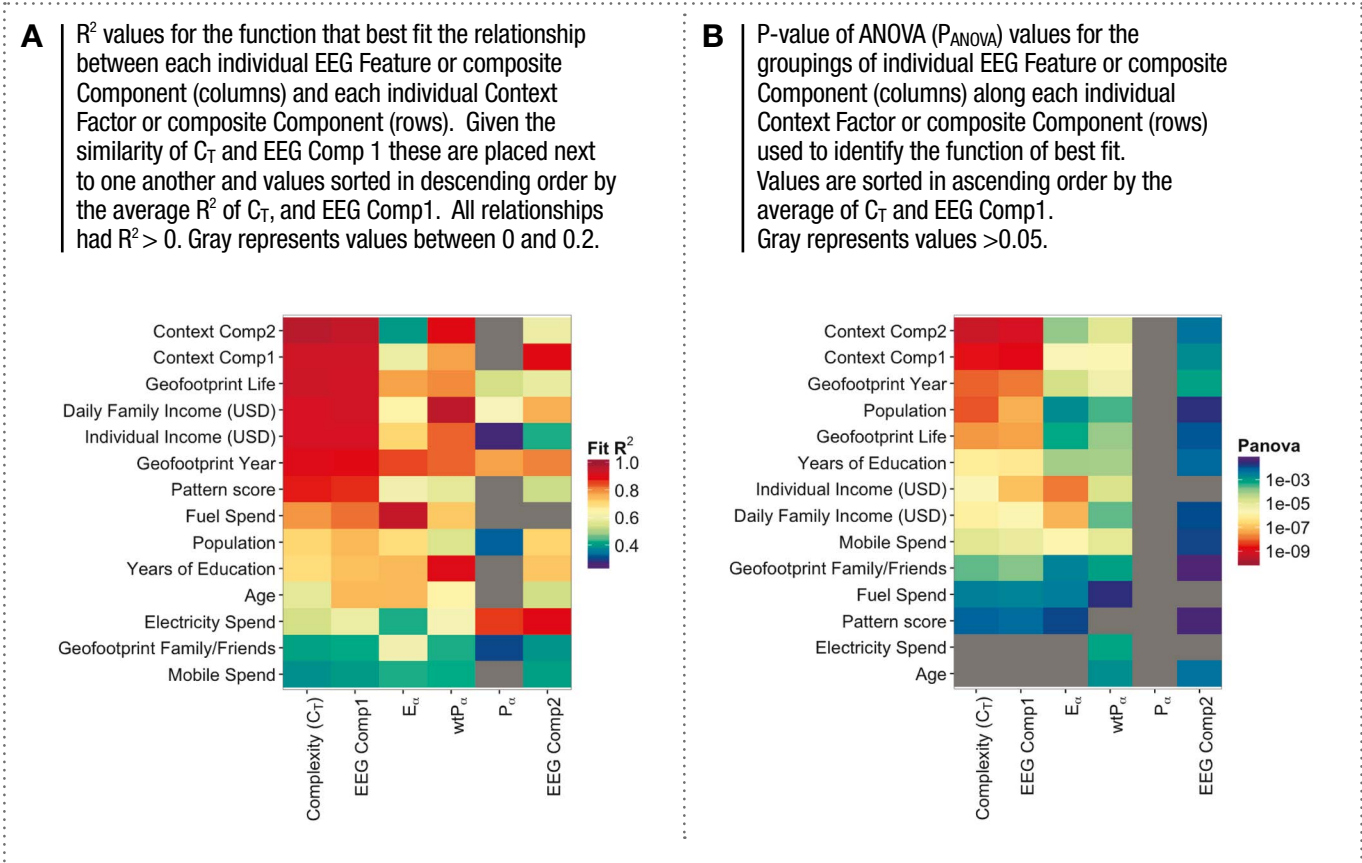 A
R² values for the function that best fit the relationship
between each individual EEG Feature or composite
Component (columns) and each individual Context
Factor or composite Component (rows).  Given the
similarity of C_T and EEG Comp 1 these are placed next
to one another and values sorted in descending order by
the average R² of C_T, and EEG Comp1.  All relationships
had R² > 0. Gray represents values between 0 and 0.2.
Context Comp2
Context Comp1
Geofootprint Life
Daily Family Income (USD)
Individual Income (USD)
Geofootprint Year
Pattern score
Fuel Spend
Population
Years of Education
Age
Electricity Spend
Geofootprint Family/Friends
Mobile Spend
Complexity (C_T)
EEG Comp1
E_α
wtP_α
P_α
EEG Comp2
Fit R²
1.0
0.8
0.6
0.4
B
P-value of ANOVA (P_ANOVA) values for the
groupings of individual EEG Feature or composite
Component (columns) along each individual
Context Factor or composite Component (rows)
used to identify the function of best fit.
Values are sorted in ascending order by the
average of C_T and EEG Comp1.
Gray represents values >0.05.
Context Comp2
Context Comp1
Geofootprint Year
Population
Geofootprint Life
Years of Education
Individual Income (USD)
Daily Family Income (USD)
Mobile Spend
Geofootprint Family/Friends
Fuel Spend
Pattern score
Electricity Spend
Age
Complexity (C_T)
EEG Comp1
E_α
wtP_α
P_α
EEG Comp2
Panova
1e-03
1e-05
1e-07
1e-09